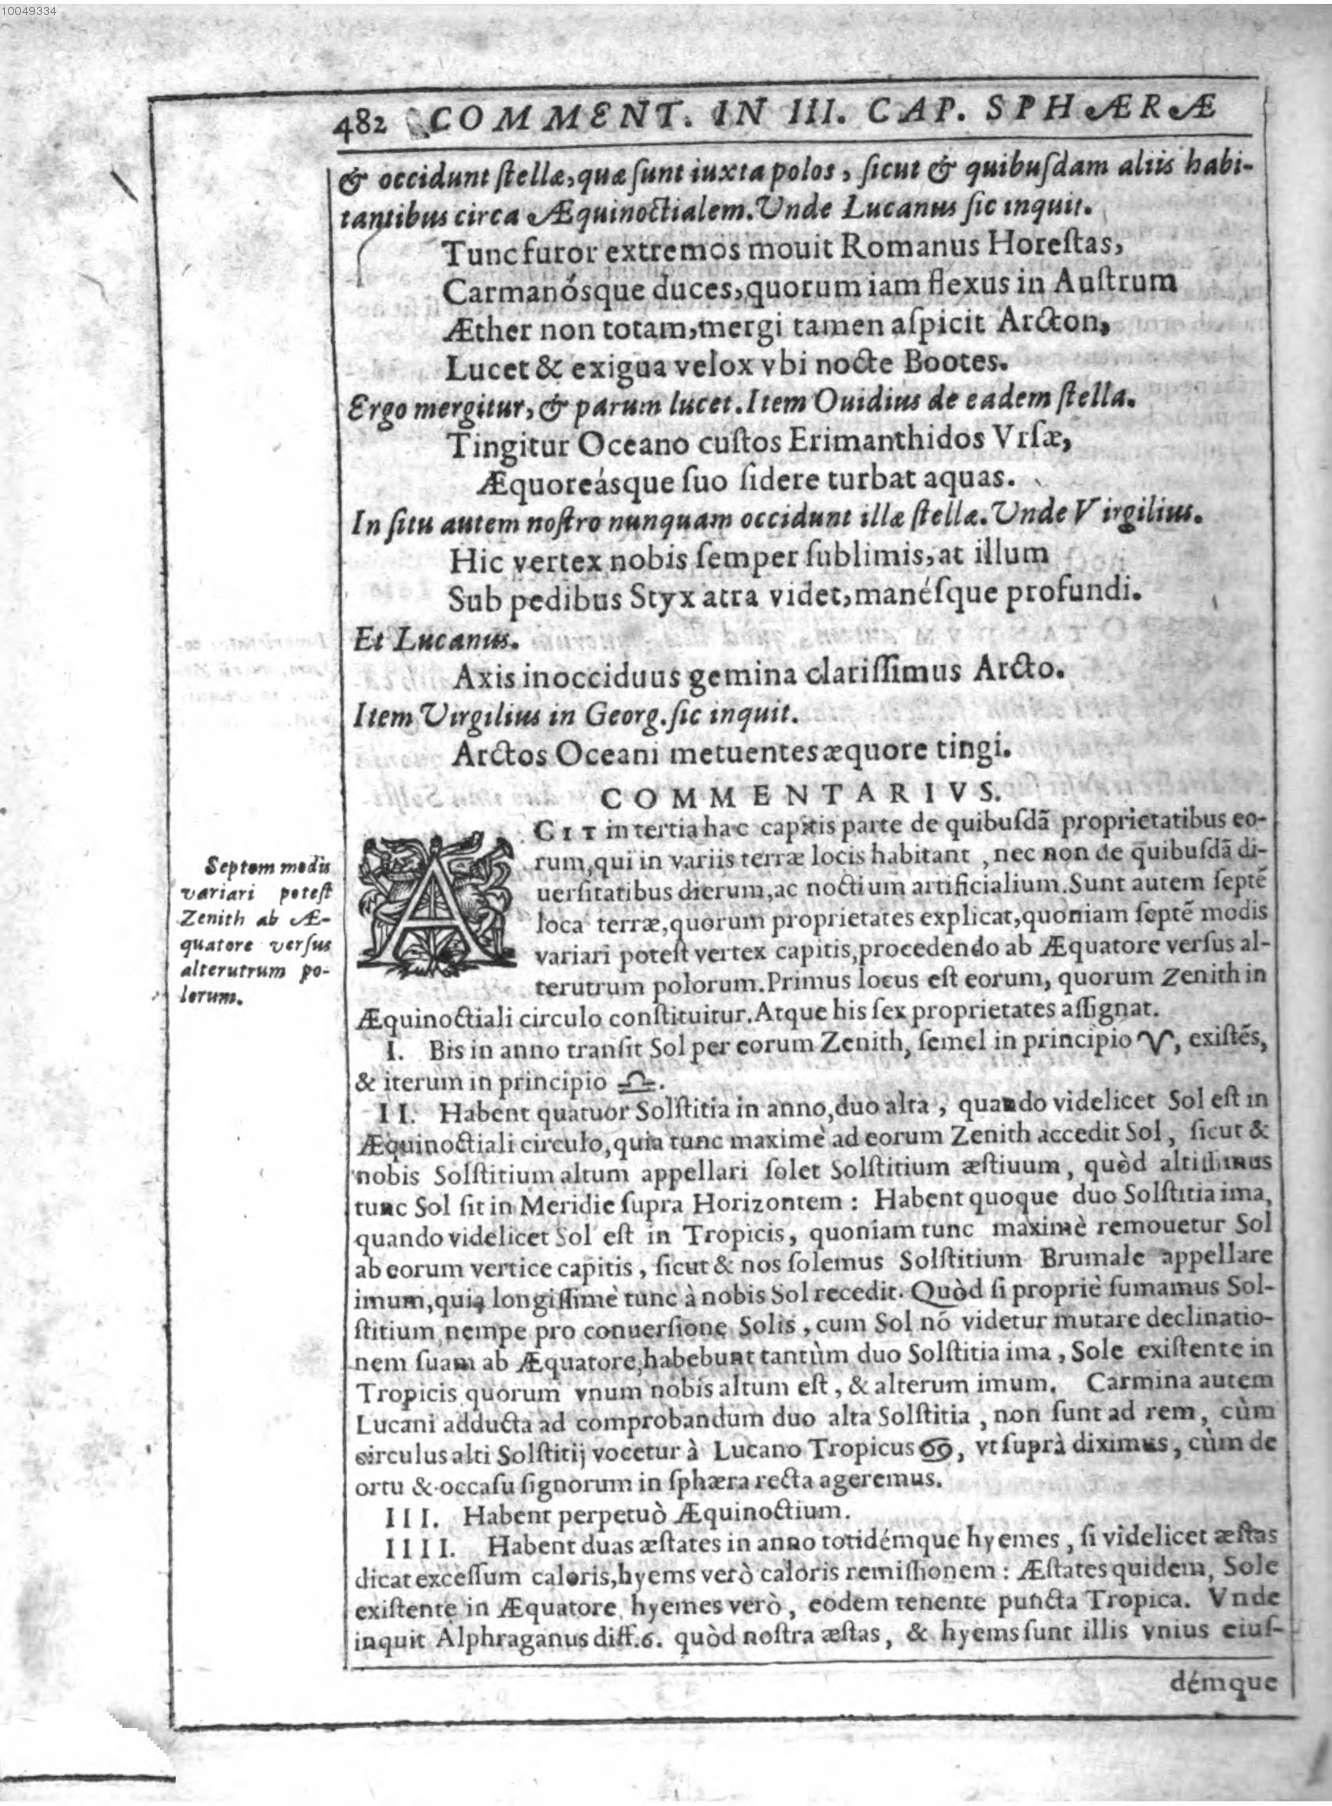 10049334
482 COMMENT. IN III. CAP. SPHÆRÆ
& occidunt ſtellæ, quæ ſunt iuxta polos, ſicut & quibuſdam aliis habi-
tantibus circa Æquinoctialem. Unde Lucanus ſic inquit.
Tunc furor extremos mouit Romanus Horeſtas,
Carmanósque duces, quorum iam flexus in Auſtrum
Æther non totam, mergi tamen aſpicit Arcton,
Lucet & exigua velox vbi nocte Bootes.
Ergo mergitur, & parum lucet. Item Ouidius de eadem ſtella.
Tingitur Oceano cuſtos Erimanthidos Vrſæ,
Æquoreásque ſuo ſidere turbat aquas.
In ſitu autem noſtro nunquam occidunt illæ ſtellæ. Unde Virgilius.
Hic vertex nobis ſemper ſublimis, at illum
Sub pedibus Styx atra videt, manéſque profundi.
Et Lucanus.
Axis inocciduus gemina clariſſimus Arcto.
Item Virgilius in Georg. ſic inquit.
Arctos Oceani metuentes æquore tingi.
COMMENTARIVS.
AGIT in tertia hac capitis parte de quibuſdã proprietatibus eo-
rum, qui in variis terræ locis habitant, nec non de quibuſdã di-
uerſitatibus dierum, ac noctium artificialium. Sunt autem ſeptẽ
loca terræ, quorum proprietates explicat, quoniam ſeptẽ modis
variari poteſt vertex capitis, procedendo ab Æquatore verſus al-
terutrum polorum. Primus locus eſt eorum, quorum Zenith in
Æquinoctiali circulo conſtituitur. Atque his ſex proprietates aſſignat.
Septem modis
variari poteſt
Zenith ab Æ-
quatore verſus
alterutrum po-
lorum.
I. Bis in anno tranſit Sol per eorum Zenith, ſemel in principio ♈, exiſtẽs,
& iterum in principio ♎.
II. Habent quatuor Solſtitia in anno, duo alta, quando videlicet Sol eſt in
Æquinoctiali circulo, quia tunc maximè ad eorum Zenith accedit Sol, ſicut &
nobis Solſtitium altum appellari ſolet Solſtitium æſtiuum, quòd altiſſimus
tunc Sol ſit in Meridie ſupra Horizontem: Habent quoque duo Solſtitia ima,
quando videlicet Sol eſt in Tropicis, quoniam tunc maximè remouetur Sol
ab eorum vertice capitis, ſicut & nos ſolemus Solſtitium Brumale appellare
imum, quia longiſſimè tunc à nobis Sol recedit. Quòd ſi propriè ſumamus Sol-
ſtitium, nempe pro conuerſione Solis, cum Sol nõ videtur mutare declinatio-
nem ſuam ab Æquatore, habebunt tantùm duo Solſtitia ima, Sole exiſtente in
Tropicis quorum vnum nobis altum eſt, & alterum imum. Carmina autem
Lucani adducta ad comprobandum duo alta Solſtitia, non ſunt ad rem, cùm
circulus alti Solſtitij vocetur à Lucano Tropicus ♋, vt ſuprà diximus, cùm de
ortu & occaſu ſignorum in ſphæra recta ageremus.
III. Habent perpetuò Æquinoctium.
IIII. Habent duas æſtates in anno totidémque hyemes, ſi videlicet æſtas
dicat exceſſum caloris, hyems verò caloris remiſſionem: Æſtates quidem, Sole
exiſtente in Æquatore, hyemes verò, eodem tenente puncta Tropica. Vnde
inquit Alphraganus diff. 6. quòd noſtra æſtas, & hyems ſunt illis vnius eiuſ-
démque